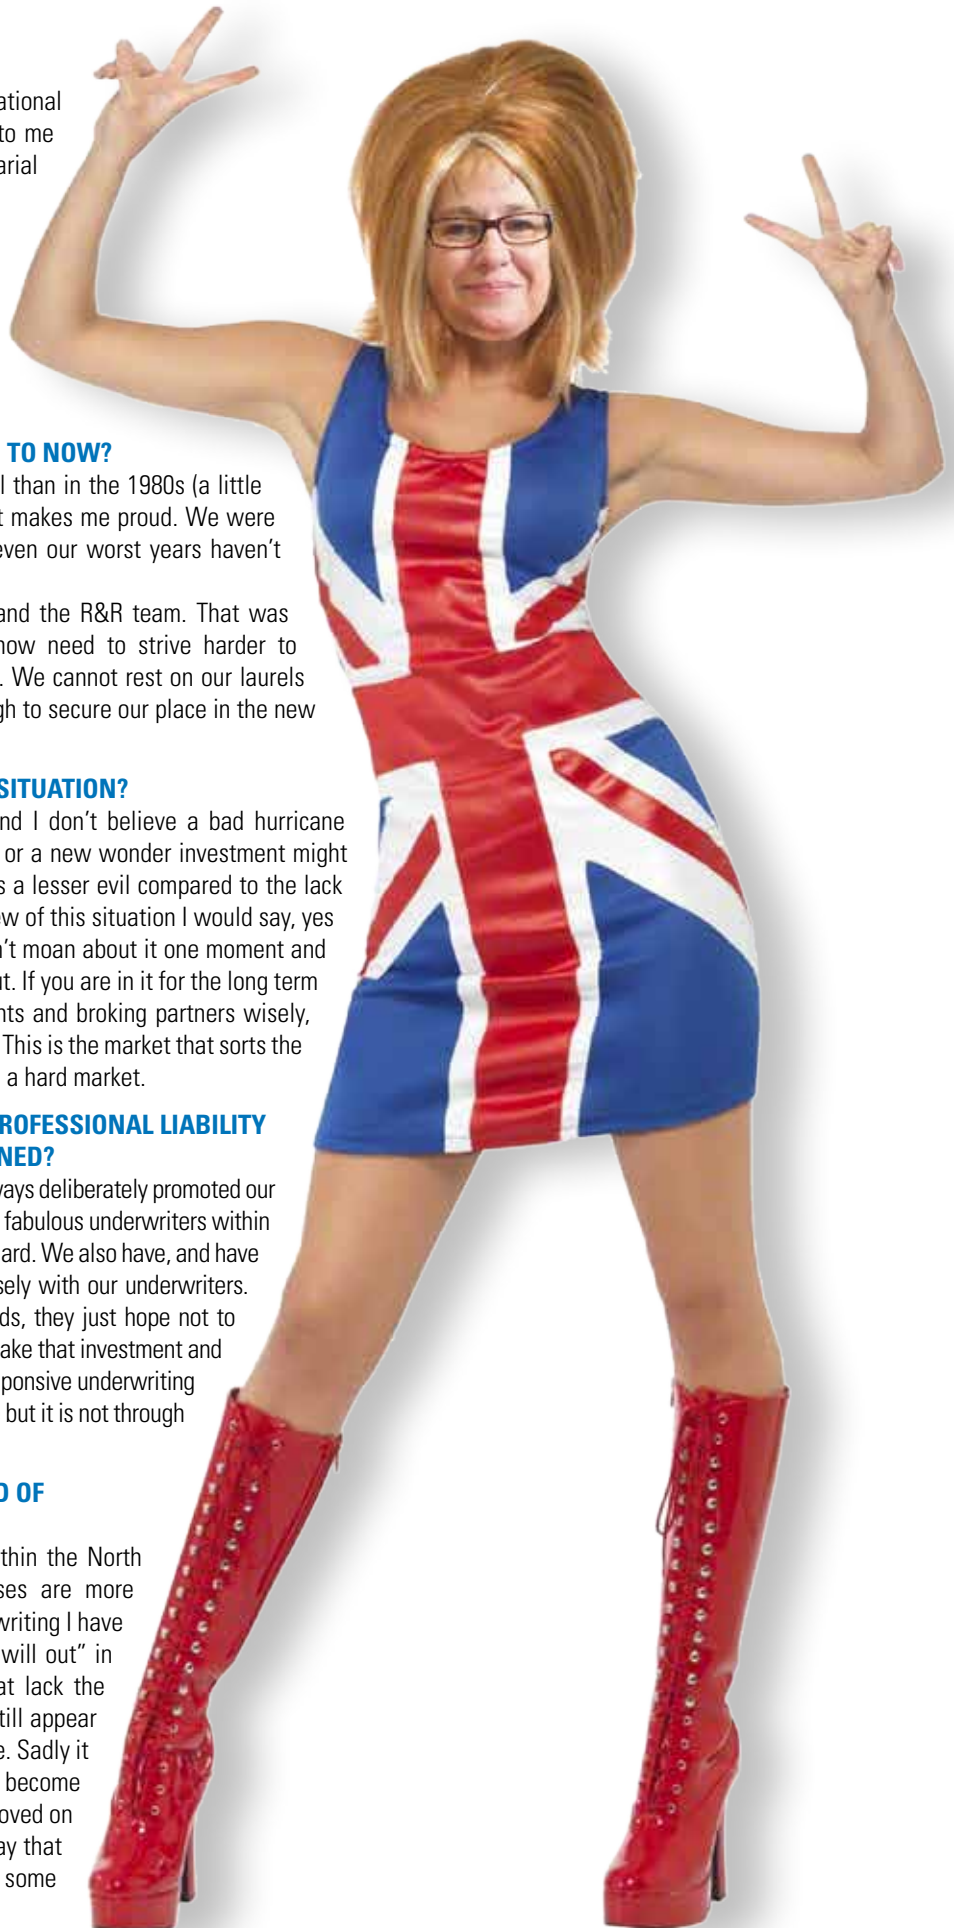 ational
to me
arial
TO NOW?
l than in the 1980s (a little
t makes me proud. We were
even our worst years haven't
and the R&R team. That was
now need to strive harder to
. We cannot rest on our laurels
gh to secure our place in the new
SITUATION?
nd I don't believe a bad hurricane
or a new wonder investment might
s a lesser evil compared to the lack
ew of this situation I would say, yes
n't moan about it one moment and
ut. If you are in it for the long term
nts and broking partners wisely,
This is the market that sorts the
a hard market.
ROFESSIONAL LIABILITY
NED?
ways deliberately promoted our
fabulous underwriters within
ard. We also have, and have
sely with our underwriters.
ds, they just hope not to
ake that investment and
sponsive underwriting
but it is not through
D OF
thin the North
ses are more
writing I have
will out” in
at lack the
till appear
e. Sadly it
become
oved on
ay that
some